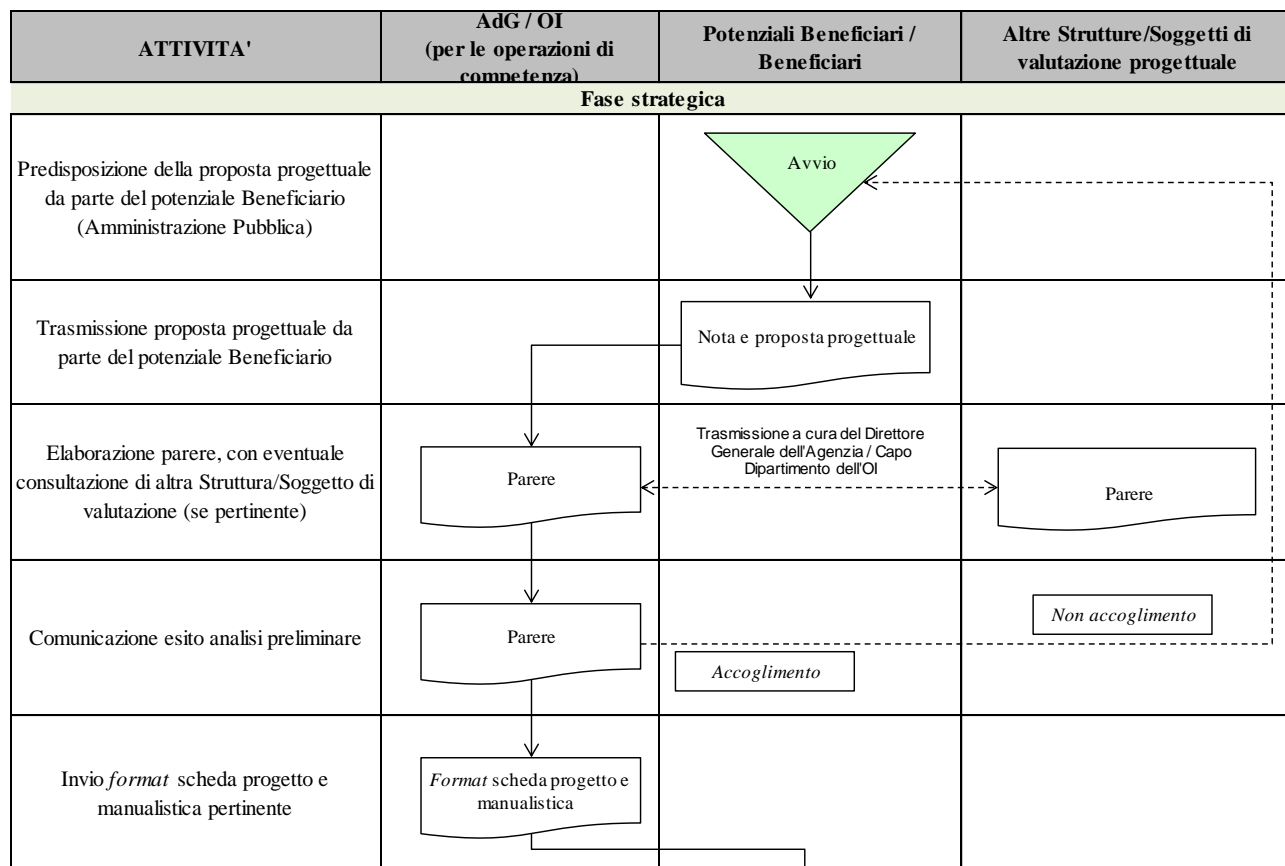 ATTIVITA'
AdG / OI
(per le operazioni di
competenza)
Potenziali Beneficiari /
Beneficiari
Altre Strutture/Soggetti di
valutazione progettuale
Fase strategica
Predisposizione della proposta progettuale
da parte del potenziale Beneficiario
(Amministrazione Pubblica)
Avvio
Trasmissione proposta progettuale da
parte del potenziale Beneficiario
Nota e proposta progettuale
Elaborazione parere, con eventuale
consultazione di altra Struttura/Soggetto di
valutazione (se pertinente)
Parere
Trasmissione a cura del Direttore
Generale dell'Agenzia / Capo
Dipartimento dell'OI
Parere
Comunicazione esito analisi preliminare
Parere
Accoglimento
Non accoglimento
Invio format scheda progetto e
manualistica pertinente
Format scheda progetto e
manualistica